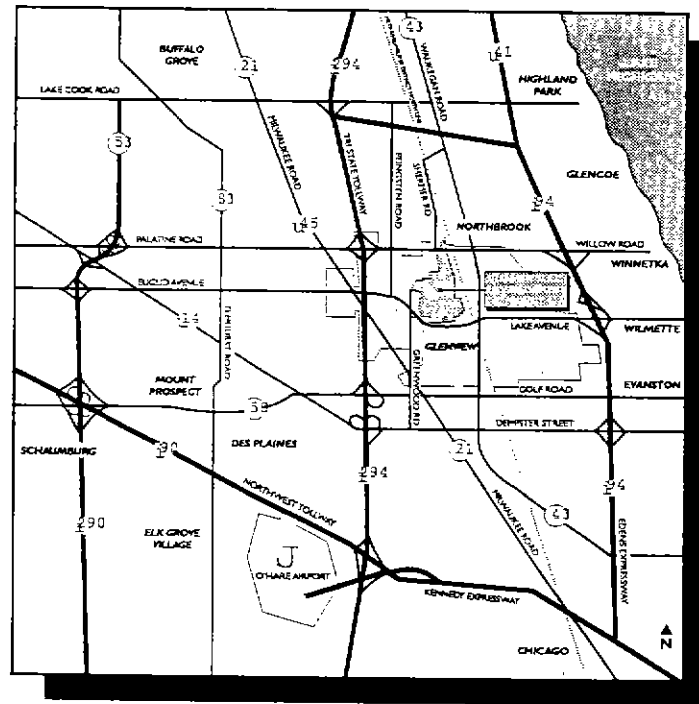 43
41
BUFFALO
GROVE
21
294
WAUKEGAN ROAD
HIGHLAND
PARK
LAKE COOK ROAD
53
MILWAUKEE ROAD
TRI STATE TOLLWAY
PFINGSTEN ROAD
SHERMER RD
GLENCOE
83
94
45
NORTHBROOK
PALATINE ROAD
WILLOW ROAD
WINNETKA
EUCLID AVENUE
14
LAKE AVENUE
WILMETTE
GLENVIEW
ELMHURST ROAD
GREENWOOD RD
MOUNT
PROSPECT
GOLF ROAD
EVANSTON
58
DEMPSTER STREET
SCHAUMBURG
90
DES PLAINES
21
294
94
NORTHWEST TOLLWAY
MILWAUKEE ROAD
43
290
ELK GROVE
VILLAGE
J
O'HARE AIRPORT
EDENS EXPRESSWAY
KENNEDY EXPRESSWAY
N
CHICAGO